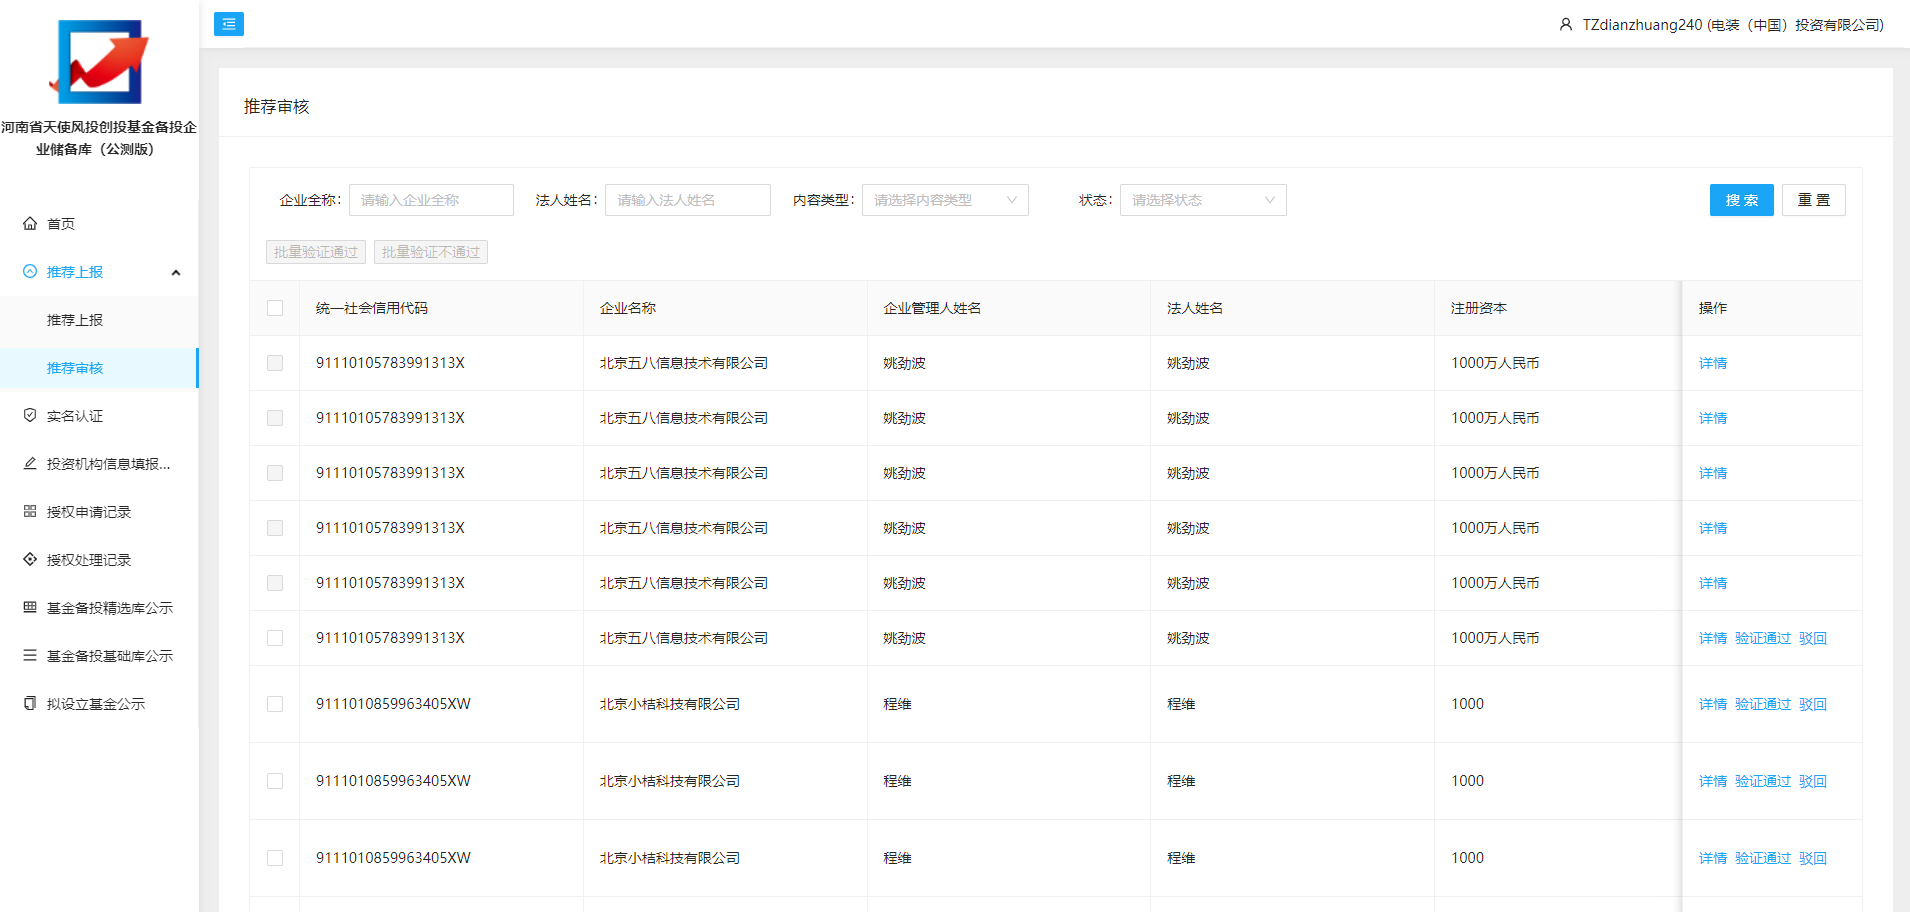 河南省天使风投创投基金备投企
业储备库（公测版）
TZdianzhuang240 (电装（中国）投资有限公司)
首页
推荐上报
推荐上报
推荐审核
实名认证
投资机构信息填报...
授权申请记录
授权处理记录
基金备投精选库公示
基金备投基础库公示
拟设立基金公示
推荐审核
企业全称： 请输入企业全称 法人姓名： 请输入法人姓名 内容类型： 请选择内容类型 状态： 请选择状态 搜 索 重 置
批量验证通过 批量验证不通过
统一社会信用代码 企业名称 企业管理人姓名 法人姓名 注册资本 操作
91110105783991313X 北京五八信息技术有限公司 姚劲波 姚劲波 1000万人民币 详情
91110105783991313X 北京五八信息技术有限公司 姚劲波 姚劲波 1000万人民币 详情
91110105783991313X 北京五八信息技术有限公司 姚劲波 姚劲波 1000万人民币 详情
91110105783991313X 北京五八信息技术有限公司 姚劲波 姚劲波 1000万人民币 详情
91110105783991313X 北京五八信息技术有限公司 姚劲波 姚劲波 1000万人民币 详情
91110105783991313X 北京五八信息技术有限公司 姚劲波 姚劲波 1000万人民币 详情 验证通过 驳回
9111010859963405XW 北京小桔科技有限公司 程维 程维 1000 详情 验证通过 驳回
9111010859963405XW 北京小桔科技有限公司 程维 程维 1000 详情 验证通过 驳回
9111010859963405XW 北京小桔科技有限公司 程维 程维 1000 详情 验证通过 驳回